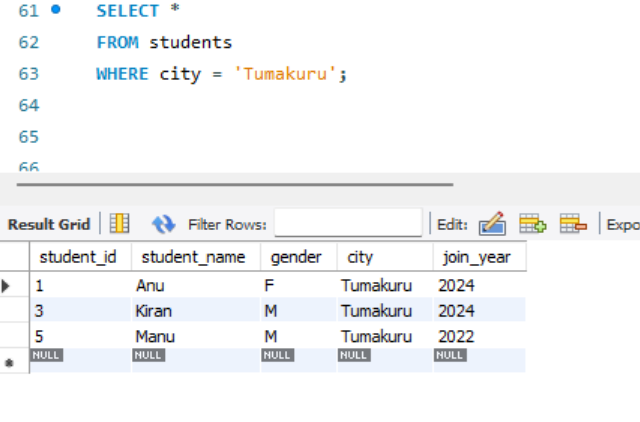 61 SELECT *
62 FROM students
63 WHERE city = 'Tumakuru';
64
65
66
Result Grid Filter Rows: Edit: Expo
student_id student_name gender city join_year
1 Anu F Tumakuru 2024
3 Kiran M Tumakuru 2024
5 Manu M Tumakuru 2022
NULL NULL NULL NULL NULL